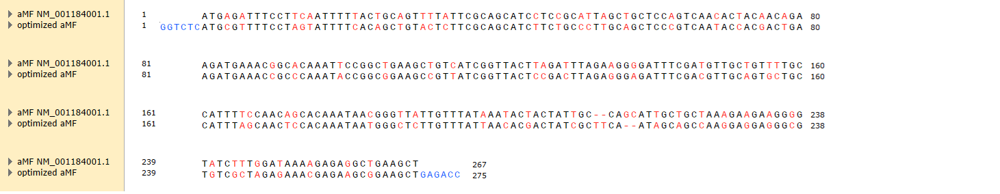 aMF NM_001184001.1 1 ATGAGATTTCCTTCAATTTTTACTGCAGTTTTATTCGCAGCATCCTCCGCATTAGCTGCTCCAGTCAACACTACAACAGA 80
optimized aMF 1 GGTCTCATGCGTTTTCCTAGTATTTTCACAGCTGTACTCTTCGCAGCATCTTCTGCCCTTGCAGCTCCCGTCAATACCACGACTGA 80
aMF NM_001184001.1 81 AGATGAAACGGCACAAATTCCGGCTGAAGCTGTCATCGGTTACTTAGATTTAGAAGGGGATTTCGATGTTGCTGTTTTGC 160
optimized aMF 81 AGATGAAACCGCCCAAATACCGGCGGAAGCCGTTATCGGTTACTCCGACTTAGAGGGAGATTTCGACGTTGCAGTGCTGC 160
aMF NM_001184001.1 161 CATTTTCCAACAGCACAAATAACGGGTTATTGTTTATAAATACTACTATTGC--CAGCATTGCTGCTAAAGAAGAAGGGG 238
optimized aMF 161 CATTTAGCAACTCCACAAATAATGGGCTCTTGTTTATTAACACGACTATCGCTTCA--ATAGCAGCCAAGGAGGAGGGCG 238
aMF NM_001184001.1 239 TATCTTTGGATAAAAGAGAGGCTGAAGCT 267
optimized aMF 239 TGTCGCTAGAGAAACGAGAAGCGGAAGCTGAGACC 275